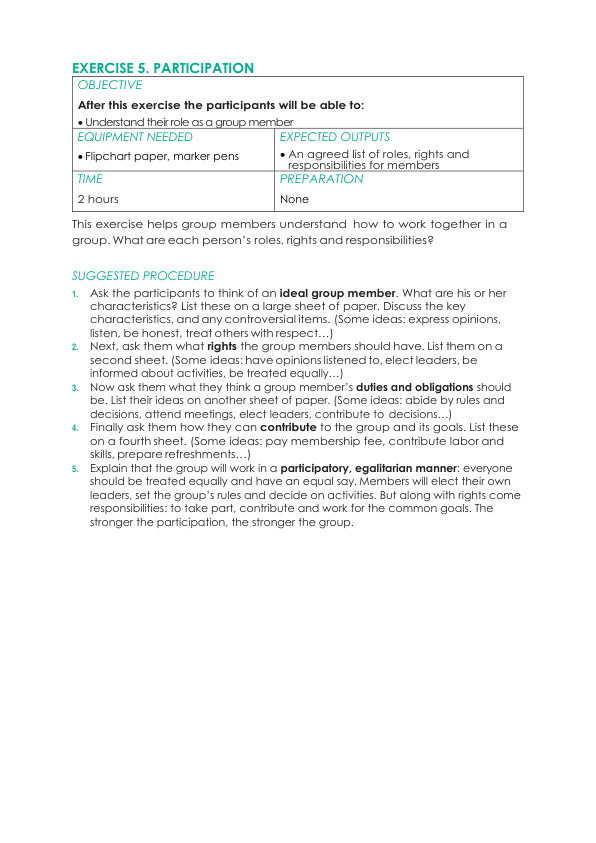 EXERCISE 5. PARTICIPATION
OBJECTIVE
After this exercise the participants will be able to:
• Understand their role as a group member
EQUIPMENT NEEDED
• Flipchart paper, marker pens
EXPECTED OUTPUTS
• An agreed list of roles, rights and
responsibilities for members
TIME
2 hours
PREPARATION
None
This exercise helps group members understand how to work together in a
group. What are each person's roles, rights and responsibilities?
SUGGESTED PROCEDURE
1. Ask the participants to think of an ideal group member. What are his or her
characteristics? List these on a large sheet of paper. Discuss the key
characteristics, and any controversial items. (Some ideas: express opinions,
listen, be honest, treat others with respect…)
2. Next, ask them what rights the group members should have. List them on a
second sheet. (Some ideas: have opinions listened to, elect leaders, be
informed about activities, be treated equally…)
3. Now ask them what they think a group member's duties and obligations should
be. List their ideas on another sheet of paper. (Some ideas: abide by rules and
decisions, attend meetings, elect leaders, contribute to decisions…)
4. Finally ask them how they can contribute to the group and its goals. List these
on a fourth sheet. (Some ideas: pay membership fee, contribute labor and
skills, prepare refreshments…)
5. Explain that the group will work in a participatory, egalitarian manner: everyone
should be treated equally and have an equal say. Members will elect their own
leaders, set the group's rules and decide on activities. But along with rights come
responsibilities: to take part, contribute and work for the common goals. The
stronger the participation, the stronger the group.